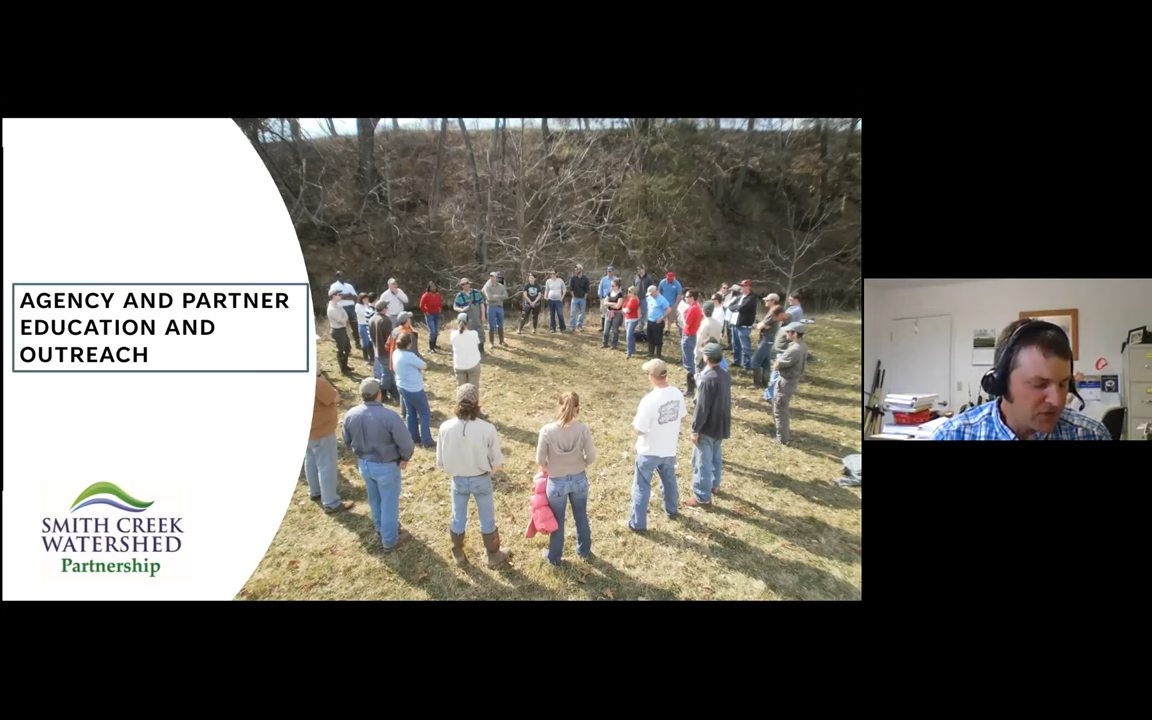 AGENCY AND PARTNER
EDUCATION AND
OUTREACH
SMITH CREEK
WATERSHED
Partnership